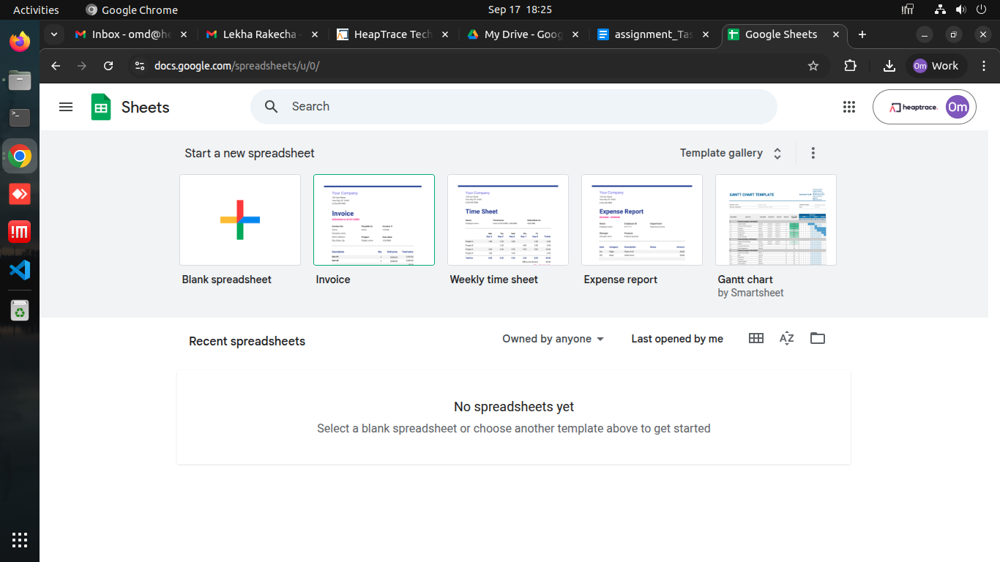 Activities
Google Chrome
Sep 17 18:25
Inbox - omd@he
Lekha Rakecha -
HeapTrace Tech
My Drive - Goog
assignment_Tas
Google Sheets
docs.google.com/spreadsheets/u/0/
Om
Work
Sheets
Search
heaptrace.
Om
Start a new spreadsheet
Template gallery
Your Company
Invoice
Your Company
Time Sheet
Your Company
Expense Report
GANTT CHART TEMPLATE
Blank spreadsheet
Invoice
Weekly time sheet
Expense report
Gantt chart
by Smartsheet
Recent spreadsheets
Owned by anyone
Last opened by me
AZ
No spreadsheets yet
Select a blank spreadsheet or choose another template above to get started